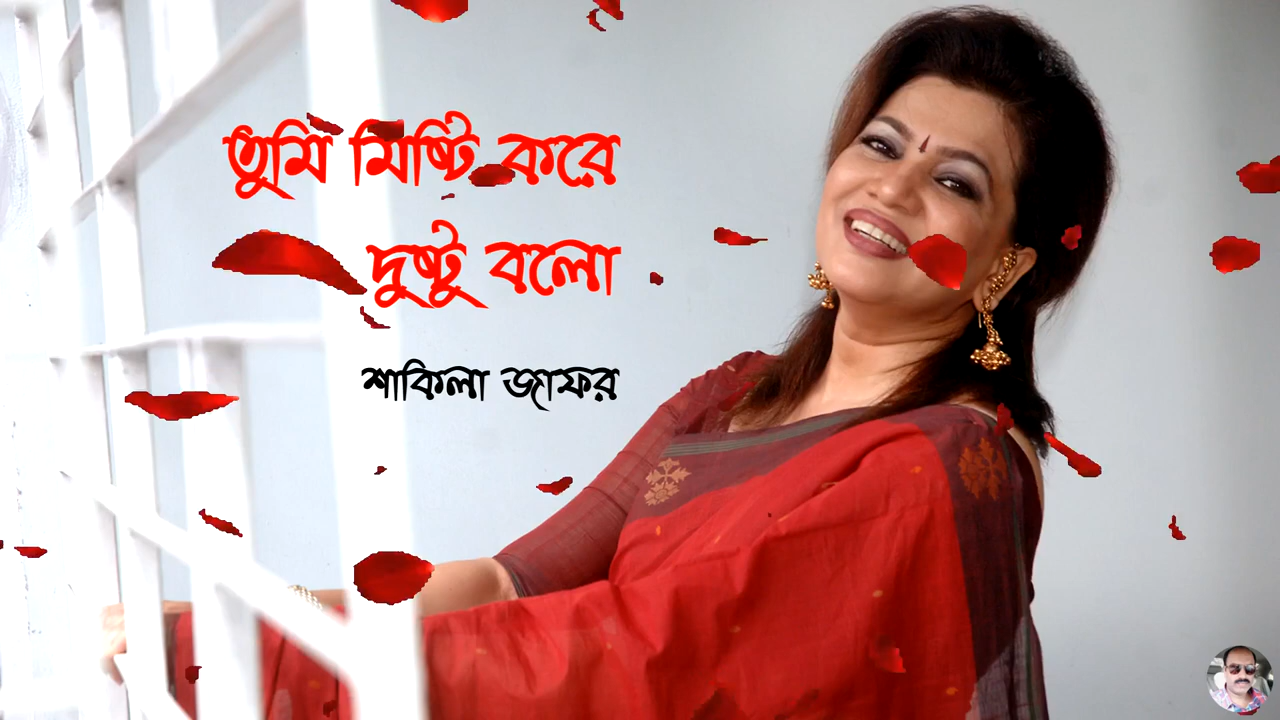 তুমি মিষ্টি করে
দুষ্টু বলো
শাকিলা জাফর